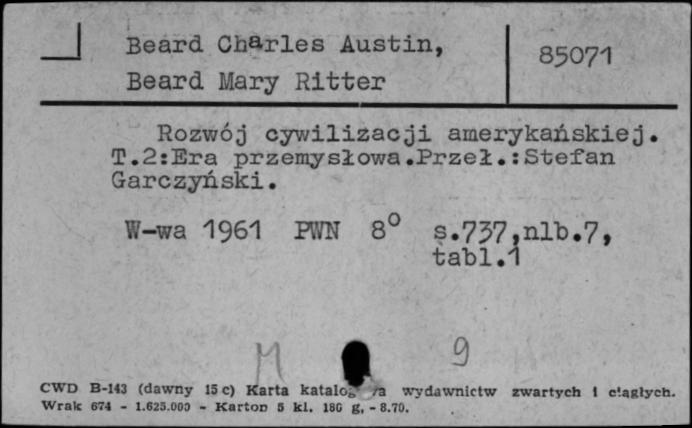 Beard Charles Austin,
Beard Mary Ritter
85071
Rozwój cywilizacji amerykańskiej.
T.2:Era przemysłowa.Przeł.:Stefan
Garczyński.
W-wa 1961 PWN 8° s.737,nlb.7,
tabl.1
M 9
CWD B-143 (dawny 15 c) Karta wydawnictw zwartych i ciągłych.
Wrak 674 - 1.625.000 - Karton 5 kl. 180 g, - 8.70.